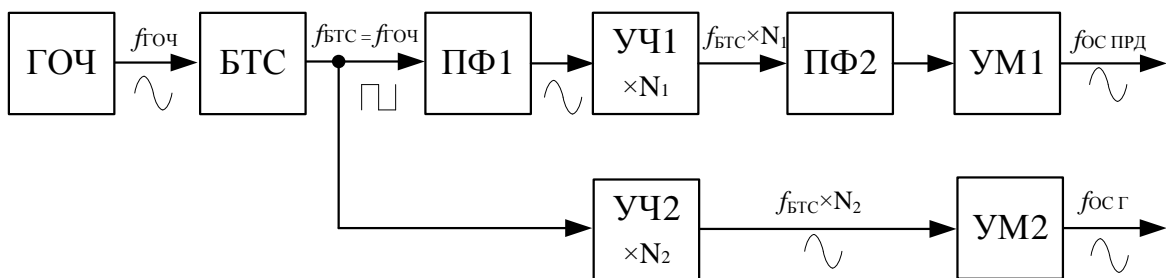 ГОЧ
fГОЧ
БТС
fБТС = fГОЧ
ПФ1
УЧ1
×N₁
fБТС×N₁
ПФ2
УМ1
fОС ПРД
УЧ2
×N₂
fБТС×N₂
УМ2
fОС Г